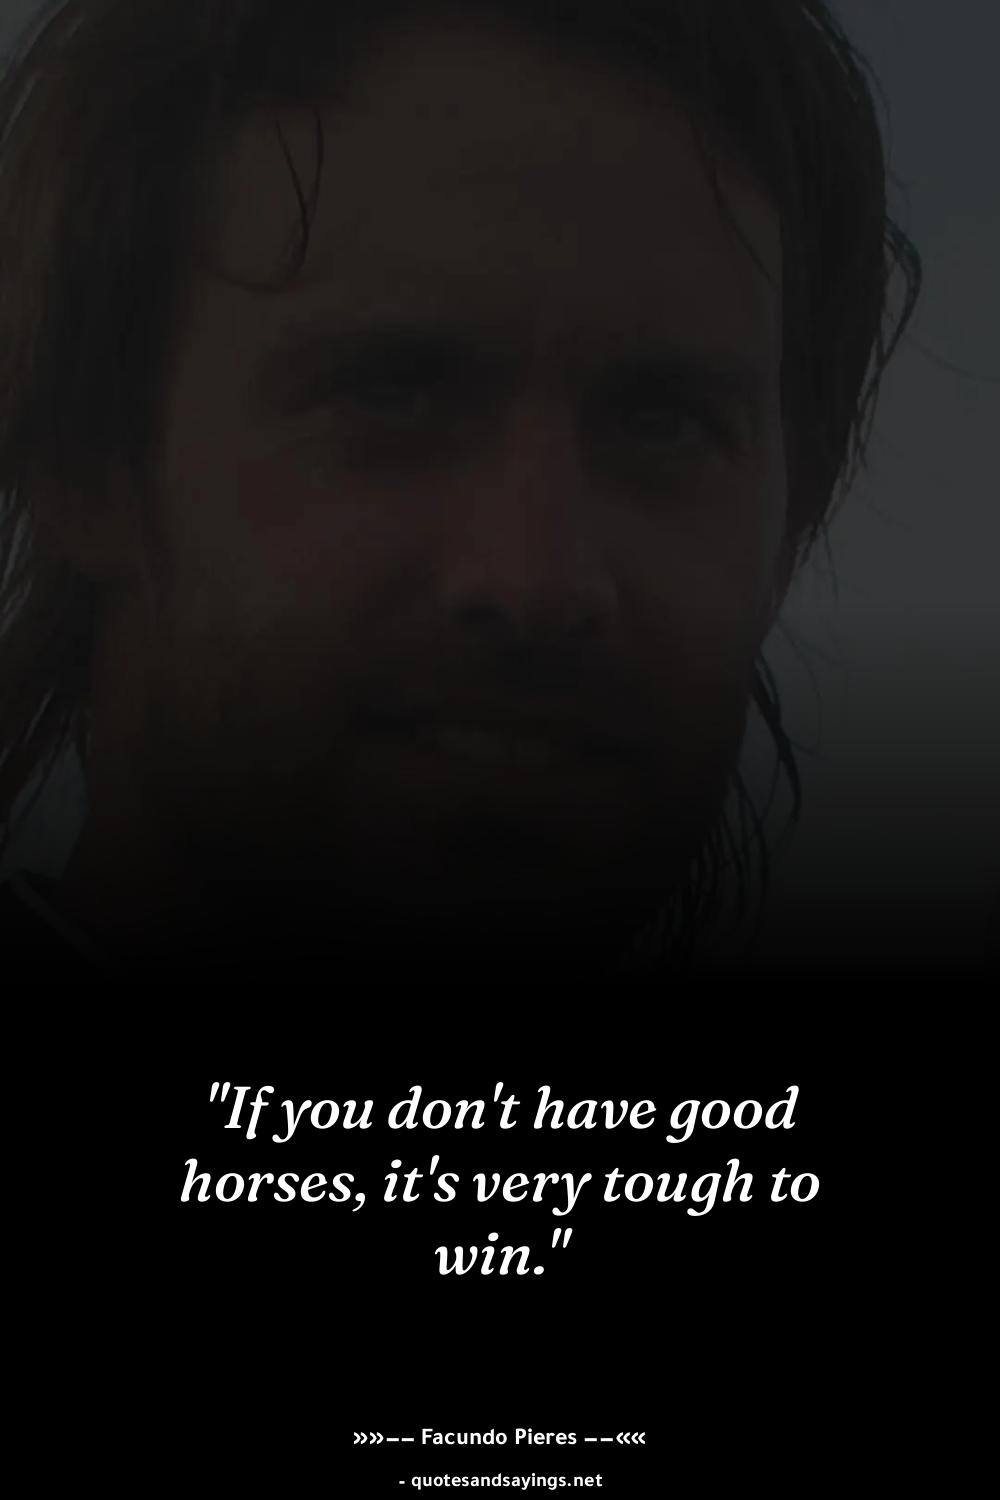 "If you don't have good
horses, it's very tough to
win."
»»−− Facundo Pieres −−««
- quotesandsayings.net